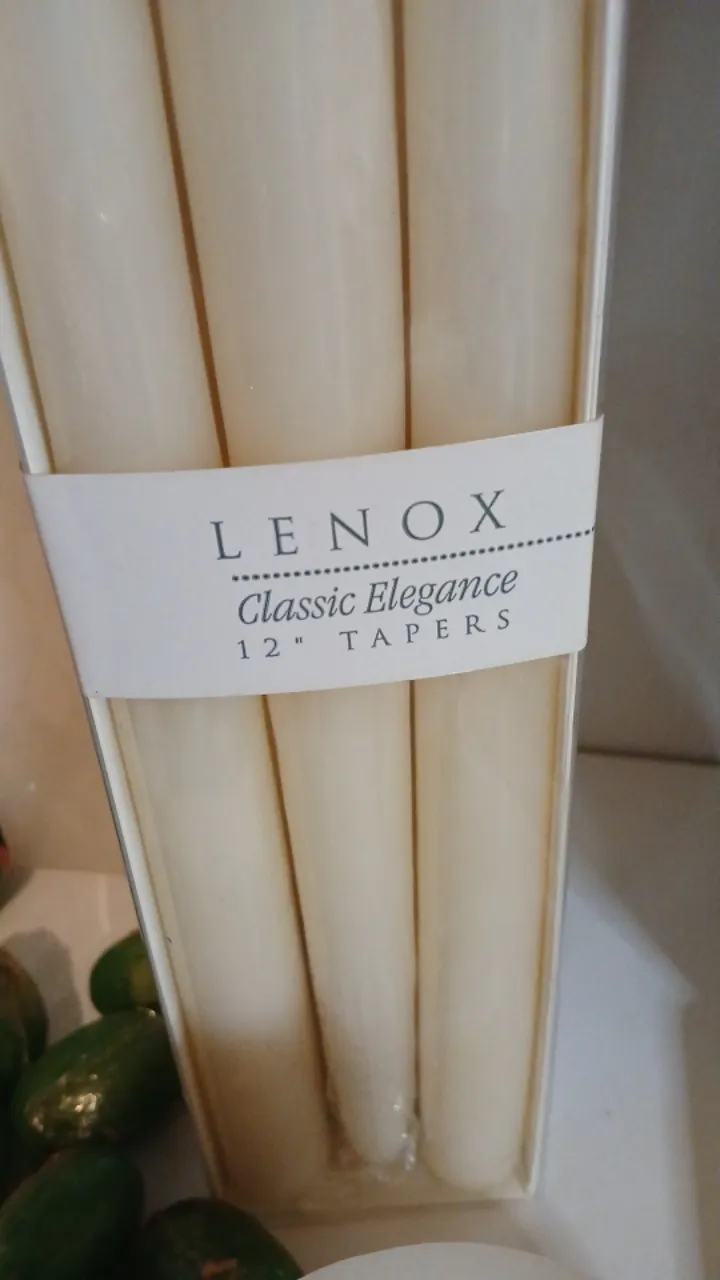 LENOX
Classic Elegance
12" TAPERS